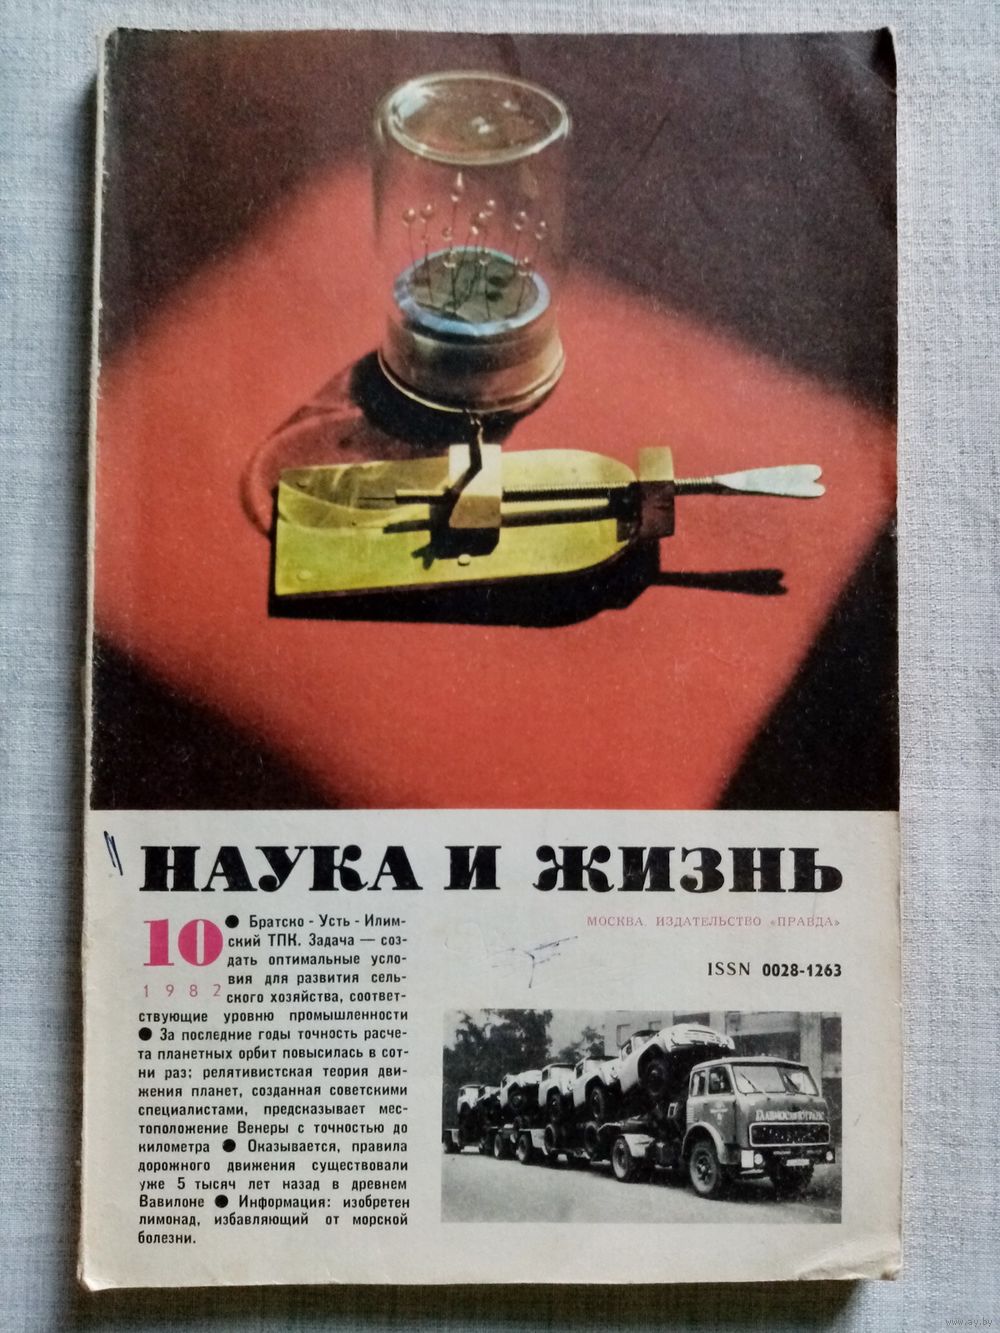 НАУКА И ЖИЗНЬ
10
1982
● Братско - Усть - Илим-
ский ТПК. Задача — соз-
дать оптимальные усло-
вия для развития сель-
ского хозяйства, соответ-
ствующие уровню промышленности
● За последние годы точность расче-
та планетных орбит повысилась в сот-
ни раз; релятивистская теория дви-
жения планет, созданная советскими
специалистами, предсказывает мес-
тоположение Венеры с точностью до
километра ● Оказывается, правила
дорожного движения существовали
уже 5 тысяч лет назад в древнем
Вавилоне ● Информация: изобретен
лимонад, избавляющий от морской
болезни.
МОСКВА. ИЗДАТЕЛЬСТВО «ПРАВДА»
ISSN 0028-1263
ГЛАВМОСАВТОТРАНС
www.ay.by